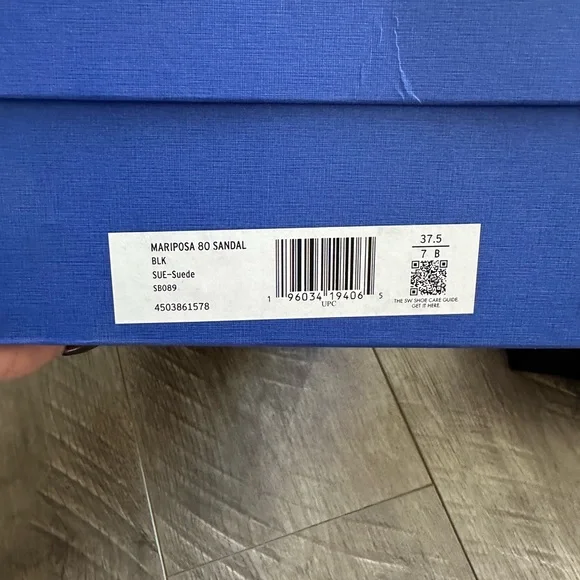 MARIPOSA 80 SANDAL
BLK
SUE-Suede
SB089
4503861578
1 96034 19406 5
UPC
37.5
7 B
THE SW SHOE CARE GUIDE.
GET IT HERE.